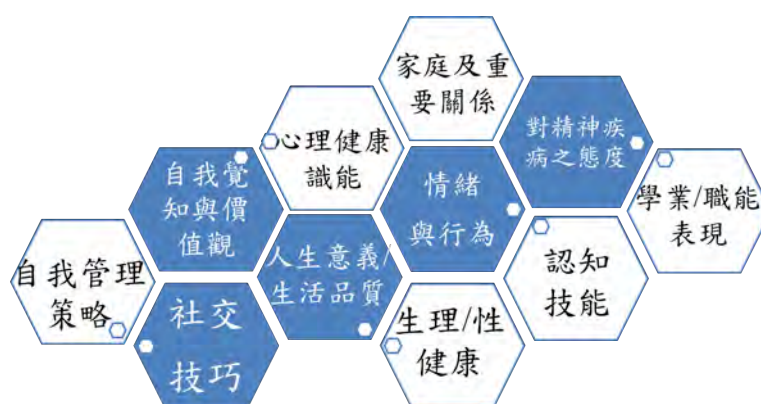 家庭及重
要關係
對精神疾
病之態度
心理健康
識能
自我覺
知與價
值觀
情緒
與行為
學業/職能
表現
自我管理
策略
人生意義/
生活品質
認知
技能
社交
技巧
生理/性
健康